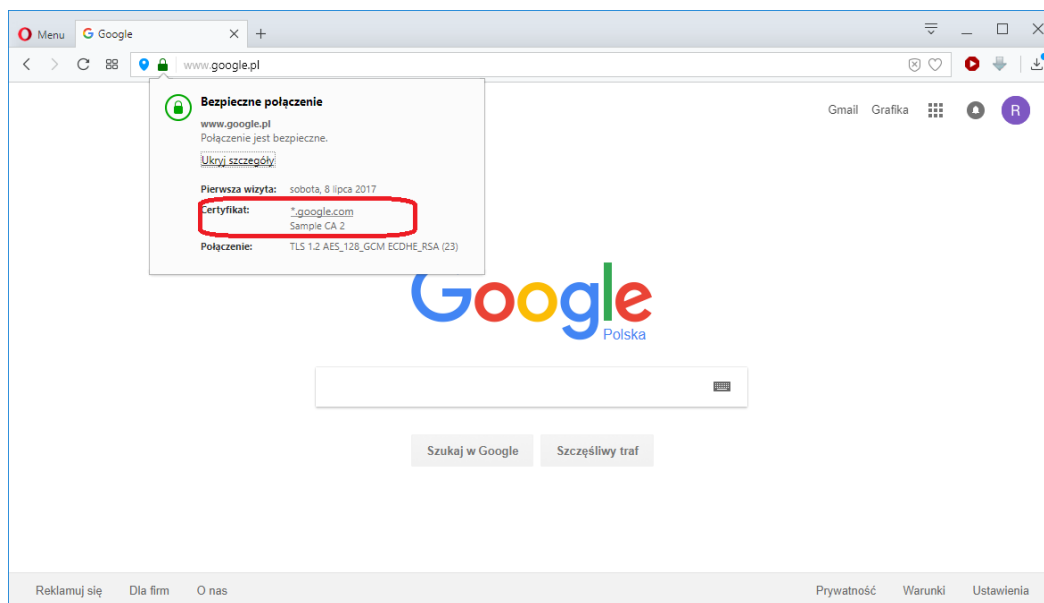 Menu
Google
www.google.pl
Bezpieczne połączenie
www.google.pl
Połączenie jest bezpieczne.
Ukryj szczegóły
Pierwsza wizyta: sobota, 8 lipca 2017
Certyfikat: *.google.com
Sample CA 2
Połączenie: TLS 1.2 AES_128_GCM ECDHE_RSA (23)
Gmail Grafika R
Google
Polska
Szukaj w Google Szczęśliwy traf
Reklamuj się Dla firm O nas Prywatność Warunki Ustawienia